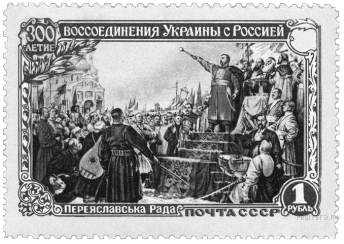 300
ЛЕТИЕ
ВОССОЕДИНЕНИЯ УКРАИНЫ С РОССИЕЙ
ПЕРЕЯСЛАВСЬКА РАДА
ПОЧТА СССР
1
РУБЛЬ